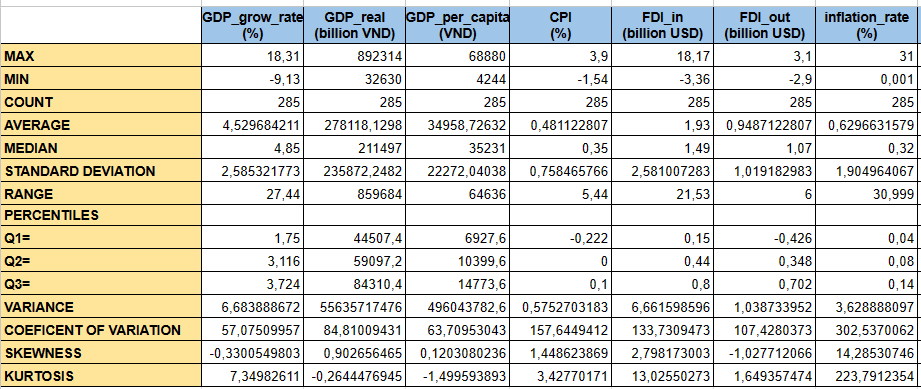 GDP_grow_rate (%) GDP_real (billion VND) GDP_per_capita (VND) CPI (%) FDI_in (billion USD) FDI_out (billion USD) inflation_rate (%)
MAX 18,31 892314 68880 3,9 18,17 3,1 31
MIN -9,13 32630 4244 -1,54 -3,36 -2,9 0,001
COUNT 285 285 285 285 285 285 285
AVERAGE 4,529684211 278118,1298 34958,72632 0,481122807 1,93 0,9487122807 0,6296631579
MEDIAN 4,85 211497 35231 0,35 1,49 1,07 0,32
STANDARD DEVIATION 2,585321773 235872,2482 22272,04038 0,758465766 2,581007283 1,019182983 1,904964067
RANGE 27,44 859684 64636 5,44 21,53 6 30,999
PERCENTILES
Q1= 1,75 44507,4 6927,6 -0,222 0,15 -0,426 0,04
Q2= 3,116 59097,2 10399,6 0 0,44 0,348 0,08
Q3= 3,724 84310,4 14773,6 0,1 0,8 0,702 0,14
VARIANCE 6,683888672 55635717476 496043782,6 0,5752703183 6,661598596 1,038733952 3,628888097
COEFICENT OF VARIATION 57,07509957 84,81009431 63,70953043 157,6449412 133,7309473 107,4280373 302,5370062
SKEWNESS -0,3300549803 0,902656465 0,1203080236 1,448623869 2,798173003 -1,027712066 14,28530746
KURTOSIS 7,34982611 -0,2644476945 -1,499593893 3,42770171 13,02550273 1,649357474 223,7912354